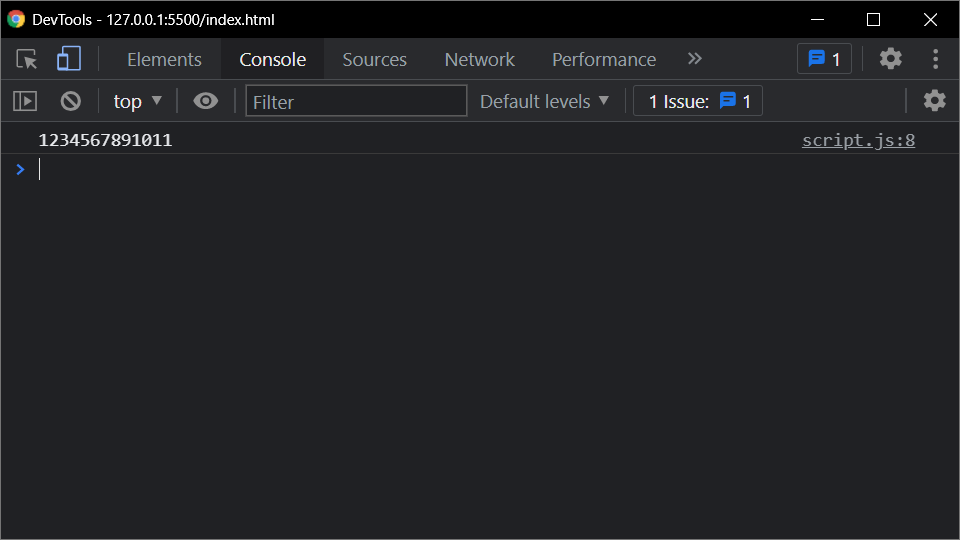 DevTools - 127.0.0.1:5500/index.html
Elements Console Sources Network Performance 1
top Filter Default levels 1 Issue: 1
1234567891011 script.js:8